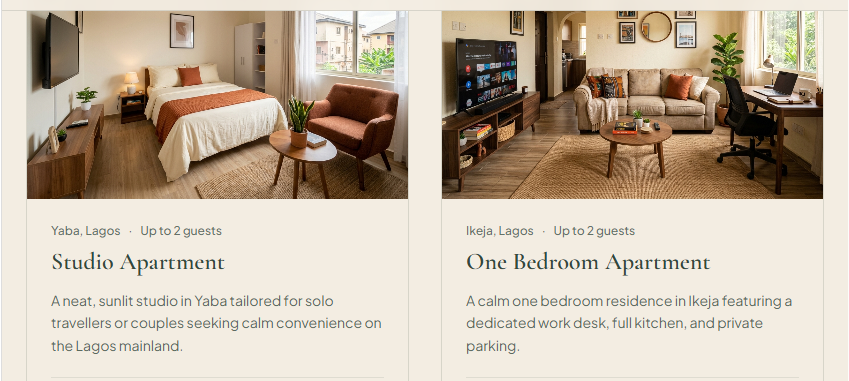 Yaba, Lagos · Up to 2 guests
Studio Apartment
A neat, sunlit studio in Yaba tailored for solo
travellers or couples seeking calm convenience on
the Lagos mainland.
Ikeja, Lagos · Up to 2 guests
One Bedroom Apartment
A calm one bedroom residence in Ikeja featuring a
dedicated work desk, full kitchen, and private
parking.